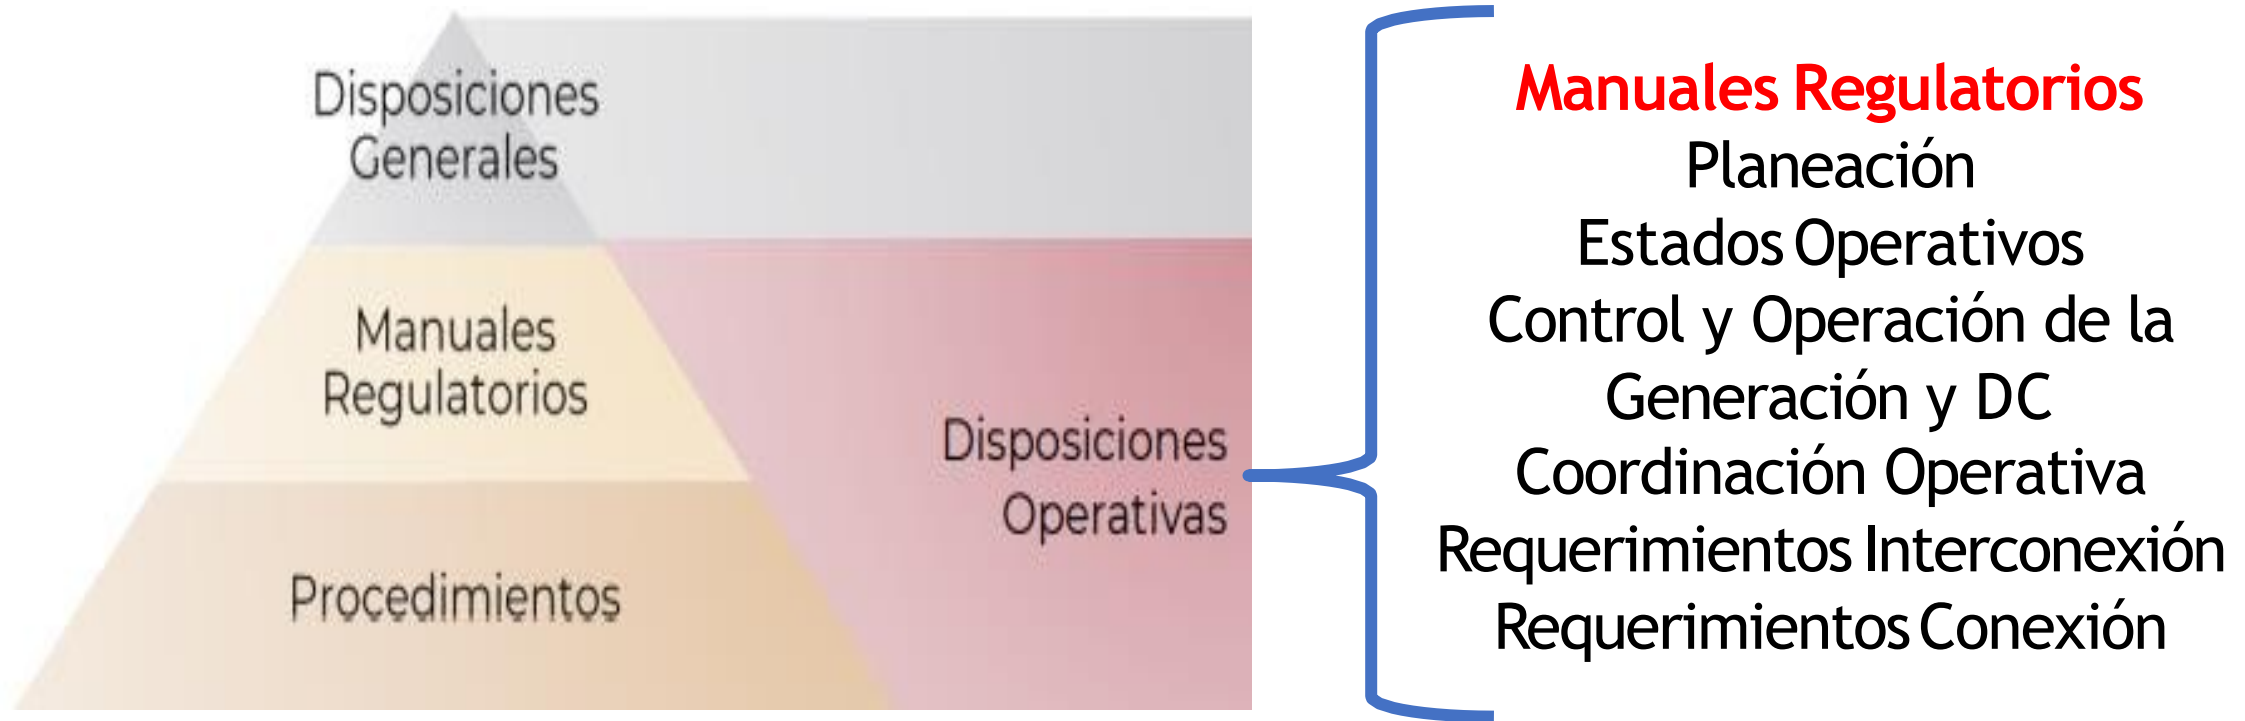 Disposiciones
Generales
Manuales
Regulatorios
Procedimientos
Disposiciones
Operativas
Manuales Regulatorios
Planeación
Estados Operativos
Control y Operación de la
Generación y DC
Coordinación Operativa
Requerimientos Interconexión
Requerimientos Conexión